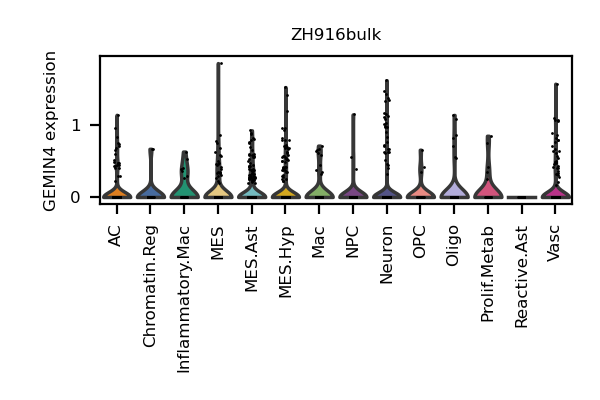 ZH916bulk
GEMIN4 expression
1
0
AC
Chromatin.Reg
Inflammatory.Mac
MES
MES.Ast
MES.Hyp
Mac
NPC
Neuron
OPC
Oligo
Prolif.Metab
Reactive.Ast
Vasc